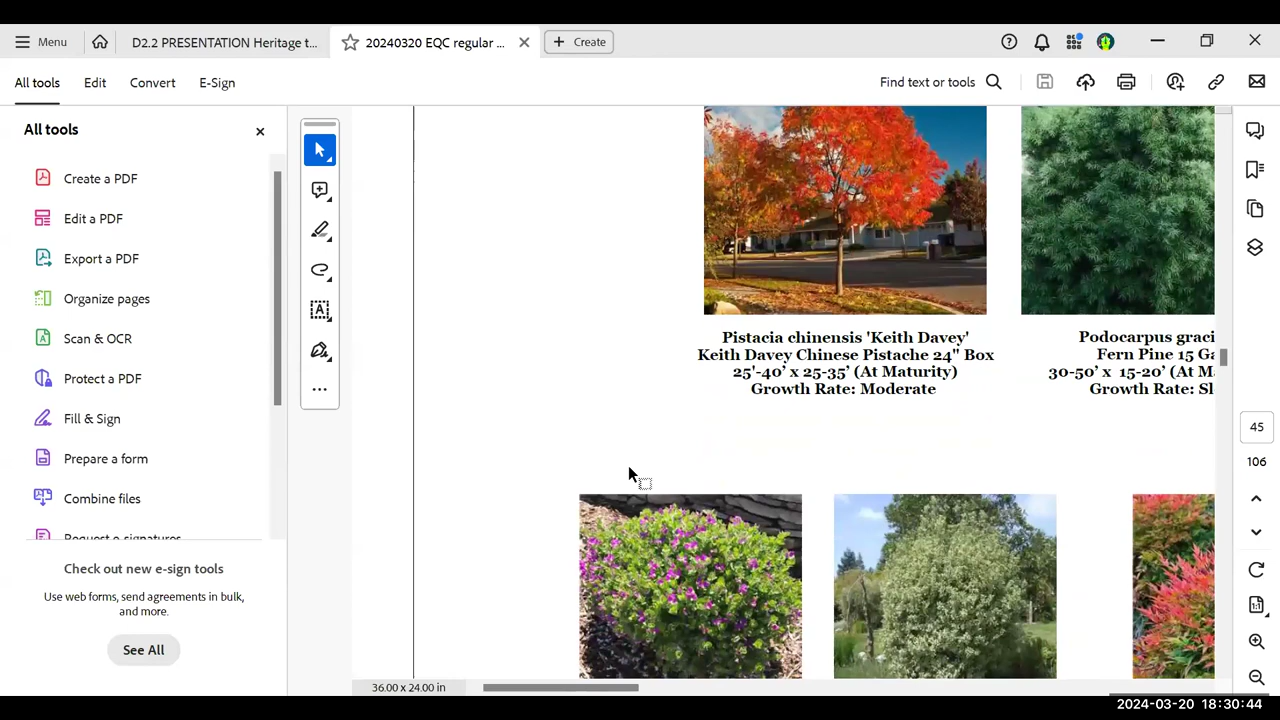 Menu
D2.2 PRESENTATION Heritage t...
20240320 EQC regular ...
Create
All tools
Edit
Convert
E-Sign
Find text or tools
All tools
Create a PDF
Edit a PDF
Export a PDF
Organize pages
Scan & OCR
Protect a PDF
Fill & Sign
Prepare a form
Combine files
Request e-signatures
Check out new e-sign tools
Use web forms, send agreements in bulk,
and more.
See All
Pistacia chinensis 'Keith Davey'
Keith Davey Chinese Pistache 24" Box
25'-40’ x 25-35’ (At Maturity)
Growth Rate: Moderate
Podocarpus graci
Fern Pine 15 Ga
30-50’ x 15-20’ (At M
Growth Rate: Sl
45
106
1:1
36.00 x 24.00 in
2024-03-20 18:30:44